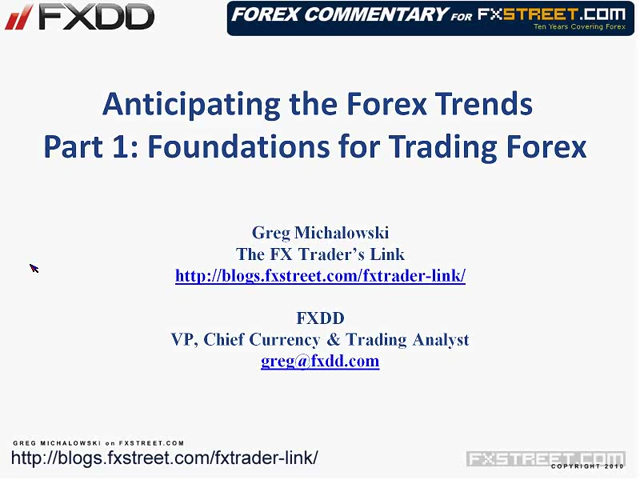 FXDD
FOREX COMMENTARY FOR FXSTREET.COM
Ten Years Covering Forex
Anticipating the Forex Trends
Part 1: Foundations for Trading Forex
Greg Michalowski
The FX Trader's Link
http://blogs.fxstreet.com/fxtrader-link/
FXDD
VP, Chief Currency & Trading Analyst
greg@fxdd.com
GREG MICHALOWSKI on FXSTREET.COM
http://blogs.fxstreet.com/fxtrader-link/
FXSTREET.COM
COPYRIGHT 2010